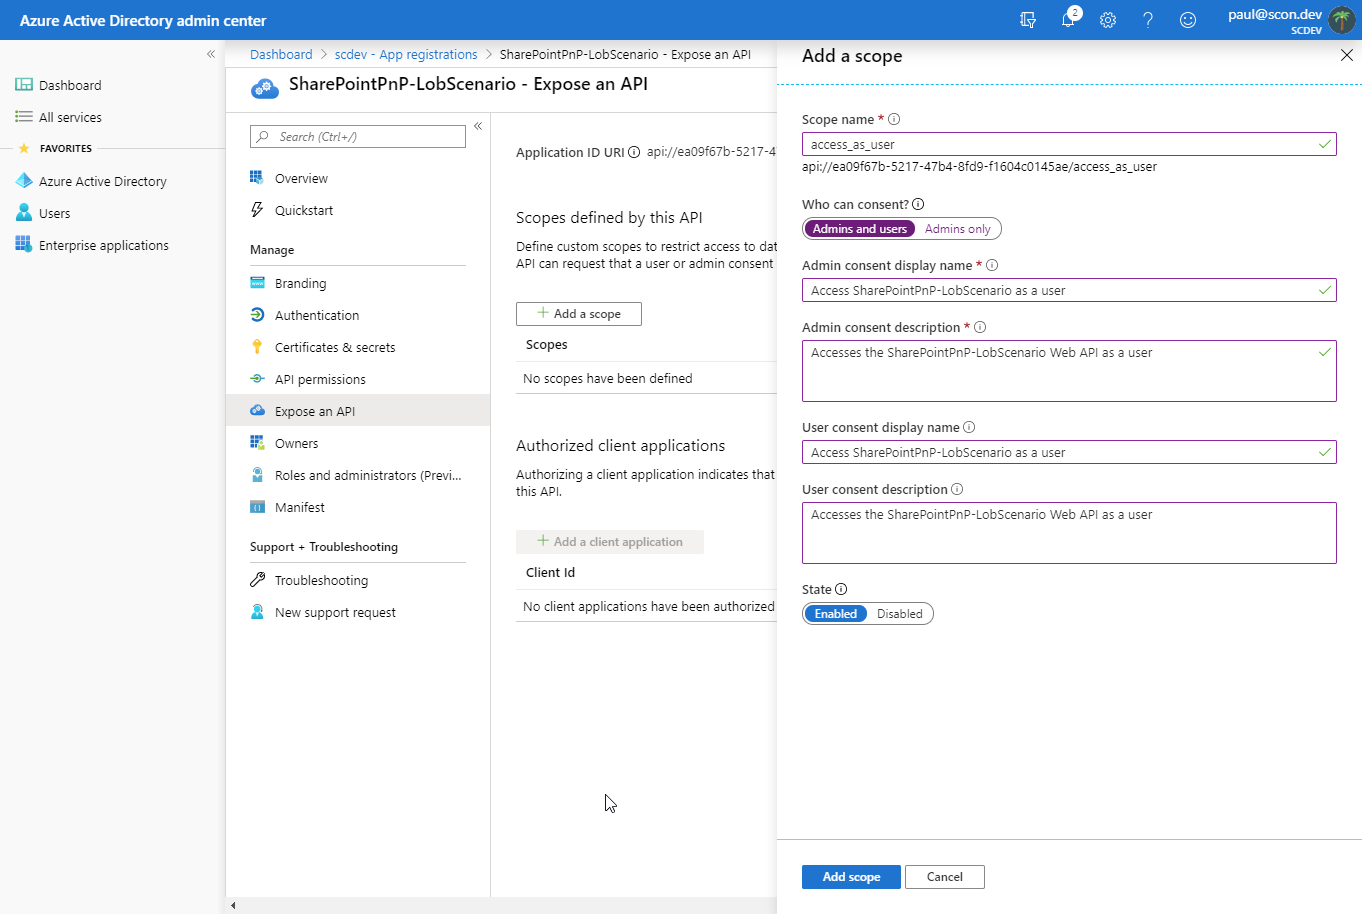 Azure Active Directory admin center
2
paul@scon.dev
SCDEV
Dashboard
All services
FAVORITES
Azure Active Directory
Users
Enterprise applications
Dashboard > scdev - App registrations > SharePointPnP-LobScenario - Expose an API
SharePointPnP-LobScenario - Expose an API
Search (Ctrl+/)
Overview
Quickstart
Manage
Branding
Authentication
Certificates & secrets
API permissions
Expose an API
Owners
Roles and administrators (Previ...
Manifest
Support + Troubleshooting
Troubleshooting
New support request
Application ID URI api://ea09f67b-5217-47
Scopes defined by this API
Define custom scopes to restrict access to dat
API can request that a user or admin consent
+ Add a scope
Scopes
No scopes have been defined
Authorized client applications
Authorizing a client application indicates that
this API.
+ Add a client application
Client Id
No client applications have been authorized
Add a scope
Scope name *
access_as_user
api://ea09f67b-5217-47b4-8fd9-f1604c0145ae/access_as_user
Who can consent?
Admins and users Admins only
Admin consent display name *
Access SharePointPnP-LobScenario as a user
Admin consent description *
Accesses the SharePointPnP-LobScenario Web API as a user
User consent display name
Access SharePointPnP-LobScenario as a user
User consent description
Accesses the SharePointPnP-LobScenario Web API as a user
State
Enabled Disabled
Add scope Cancel